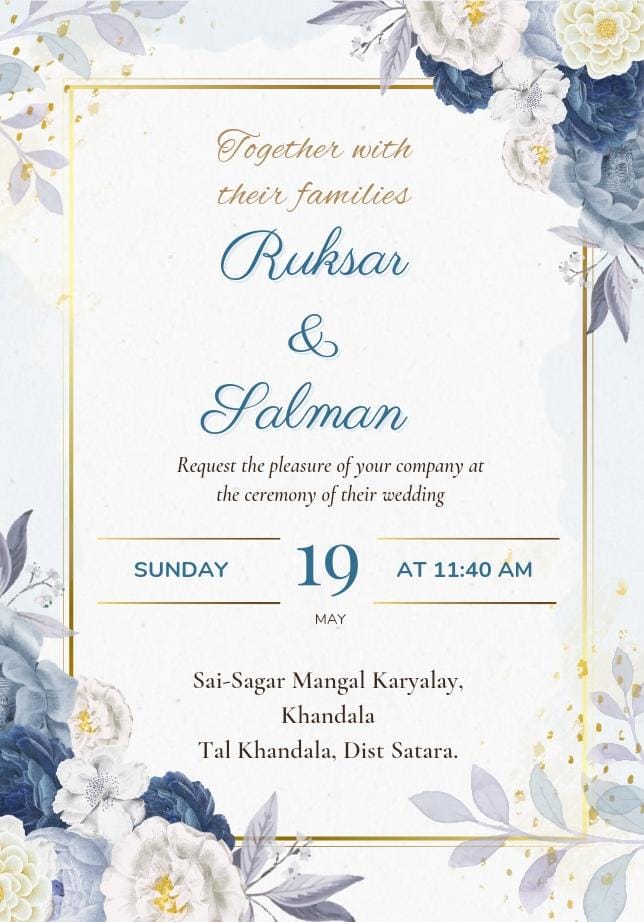 Together with
their families
Ruksar
&
Salman
Request the pleasure of your company at
the ceremony of their wedding
SUNDAY 19 AT 11:40 AM
MAY
Sai-Sagar Mangal Karyalay,
Khandala
Tal Khandala, Dist Satara.